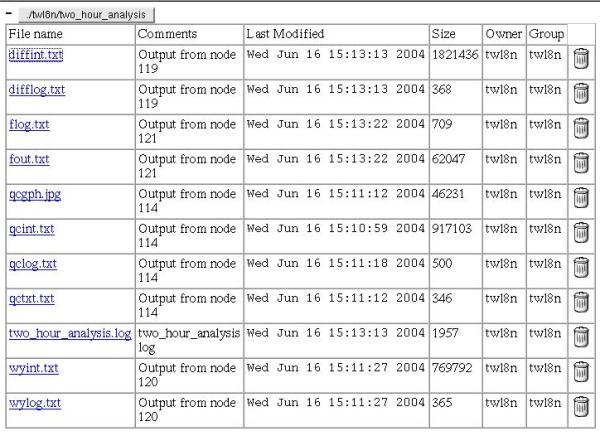 ./twl8n/two_hour_analysis
File name Comments Last Modified Size Owner Group
diffint.txt Output from node 119 Wed Jun 16 15:13:13 2004 1821436 twl8n twl8n
difflog.txt Output from node 119 Wed Jun 16 15:13:13 2004 368 twl8n twl8n
flog.txt Output from node 121 Wed Jun 16 15:13:22 2004 709 twl8n twl8n
fout.txt Output from node 121 Wed Jun 16 15:13:22 2004 62047 twl8n twl8n
qcgph.jpg Output from node 114 Wed Jun 16 15:11:12 2004 46231 twl8n twl8n
qcint.txt Output from node 114 Wed Jun 16 15:10:59 2004 917103 twl8n twl8n
qclog.txt Output from node 114 Wed Jun 16 15:11:18 2004 500 twl8n twl8n
qctxt.txt Output from node 114 Wed Jun 16 15:11:12 2004 346 twl8n twl8n
two_hour_analysis.log two_hour_analysis log Wed Jun 16 15:13:13 2004 1957 twl8n twl8n
wyint.txt Output from node 120 Wed Jun 16 15:11:27 2004 769792 twl8n twl8n
wylog.txt Output from node 120 Wed Jun 16 15:11:27 2004 365 twl8n twl8n